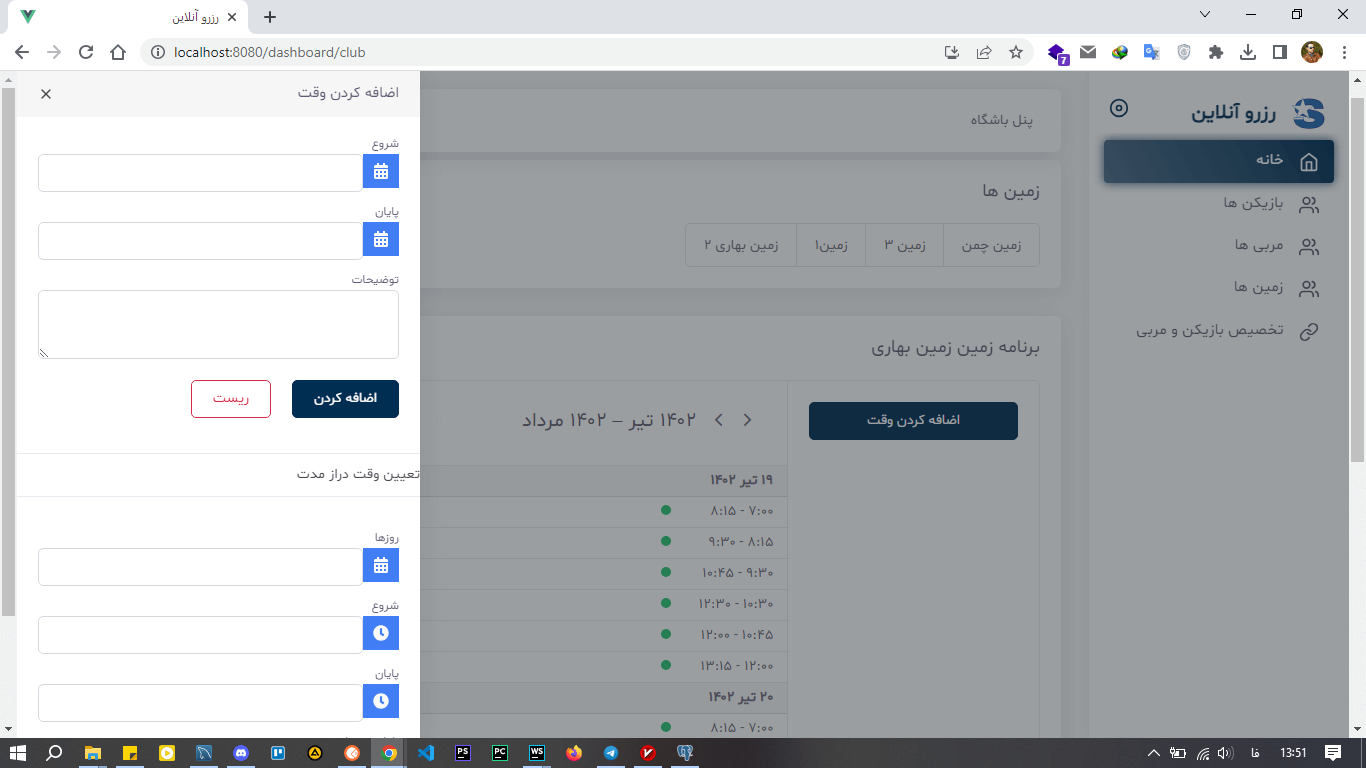 رزرو آنلاین
localhost:8080/dashboard/club
7
اضافه کردن وقت
شروع
پایان
توضیحات
اضافه کردن
ریست
تعیین وقت دراز مدت
روزها
شروع
پایان
پنل باشگاه
زمین ها
زمین چمن
زمین ۳
زمین۱
زمین بهاری ۲
برنامه زمین زمین بهاری
اضافه کردن وقت
۱۴۰۲ تیر – ۱۴۰۲ مرداد
۱۹ تیر ۱۴۰۲
۷:۰۰ - ۸:۱۵
۸:۱۵ - ۹:۳۰
۹:۳۰ - ۱۰:۴۵
۱۰:۳۰ - ۱۲:۳۰
۱۰:۴۵ - ۱۲:۰۰
۱۲:۰۰ - ۱۳:۱۵
۲۰ تیر ۱۴۰۲
۷:۰۰ - ۸:۱۵
رزرو آنلاین
خانه
بازیکن ها
مربی ها
زمین ها
تخصیص بازیکن و مربی
PS
PC
WS
فا
13:51